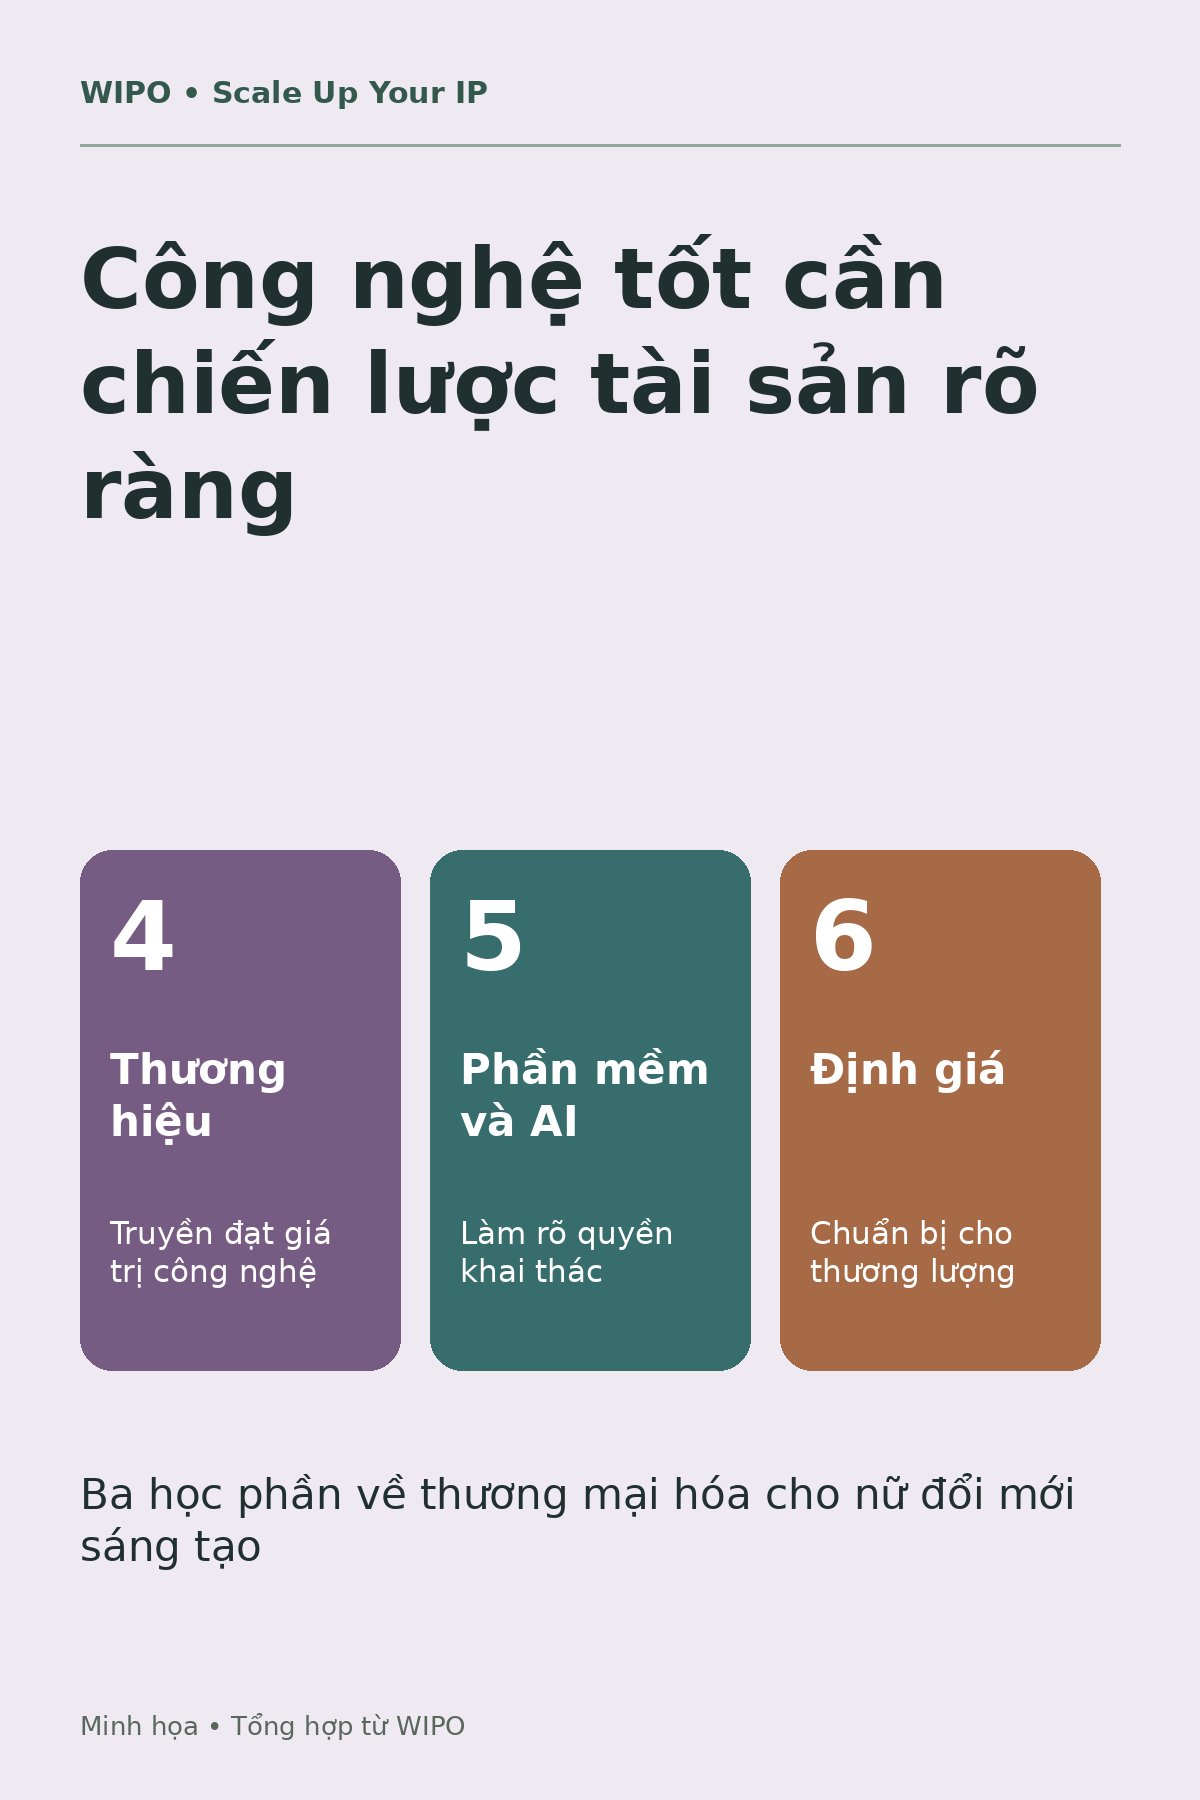 WIPO • Scale Up Your IP
Công nghệ tốt cần
chiến lược tài sản rõ
ràng
4
Thương
hiệu
Truyền đạt giá
trị công nghệ
5
Phần mềm
và AI
Làm rõ quyền
khai thác
6
Định giá
Chuẩn bị cho
thương lượng
Ba học phần về thương mại hóa cho nữ đổi mới
sáng tạo
Minh họa • Tổng hợp từ WIPO